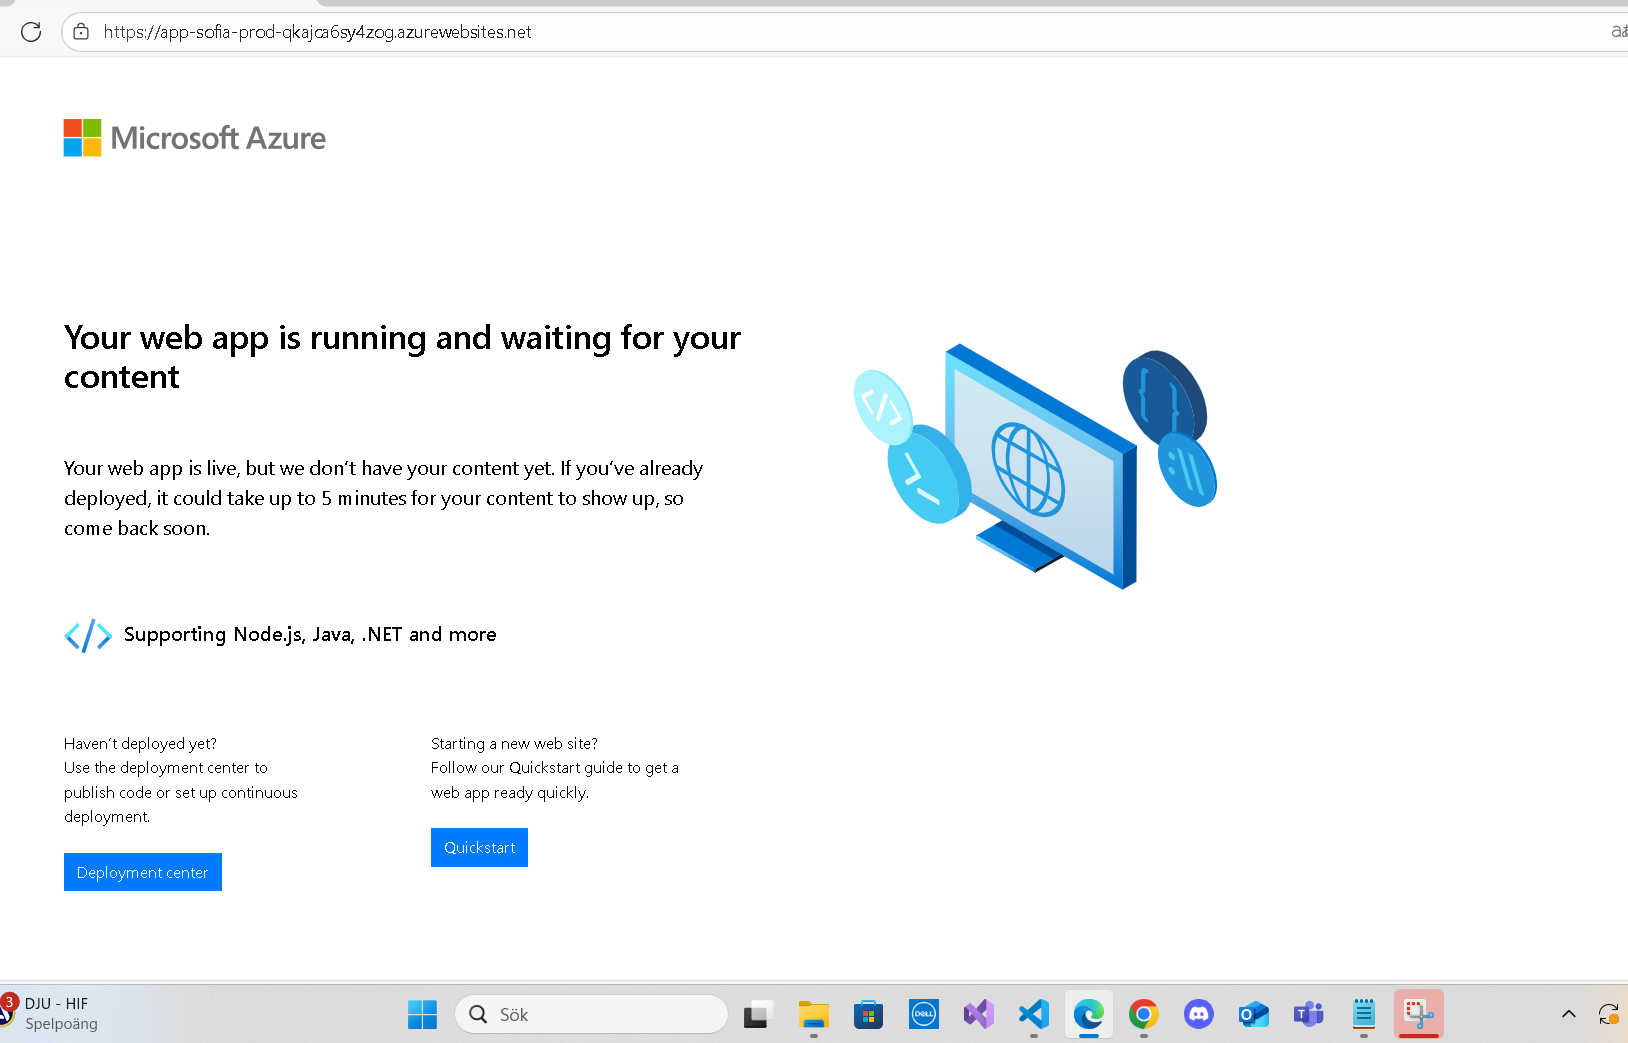 https://app-sofia-prod-qkajca6sy4zog.azurewebsites.net
Microsoft Azure
Your web app is running and waiting for your
content
Your web app is live, but we don't have your content yet. If you've already
deployed, it could take up to 5 minutes for your content to show up, so
come back soon.
</> Supporting Node.js, Java, .NET and more
Haven't deployed yet?
Use the deployment center to
publish code or set up continuous
deployment.
Deployment center
Starting a new web site?
Follow our Quickstart guide to get a
web app ready quickly.
Quickstart
3
DJU - HIF
Spelpoäng
Sök
DELL